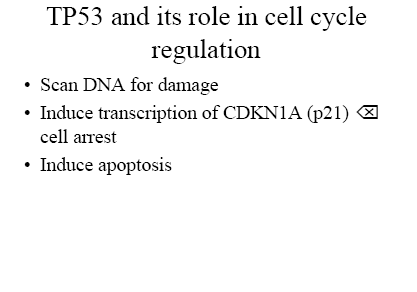 TP53 and its role in cell cycle
regulation
• Scan DNA for damage
• Induce transcription of CDKN1A (p21) ⌫
cell arrest
• Induce apoptosis